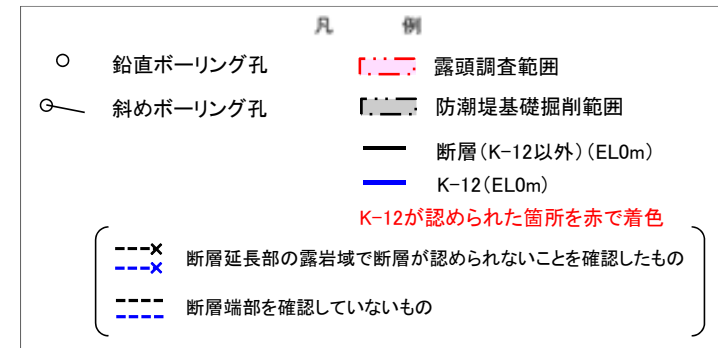 凡 例
鉛直ボーリング孔
露頭調査範囲
斜めボーリング孔
防潮堤基礎掘削範囲
断層(K-12以外)(EL0m)
K-12(EL0m)
K-12が認められた箇所を赤で着色
断層延長部の露岩域で断層が認められないことを確認したもの
断層端部を確認していないもの